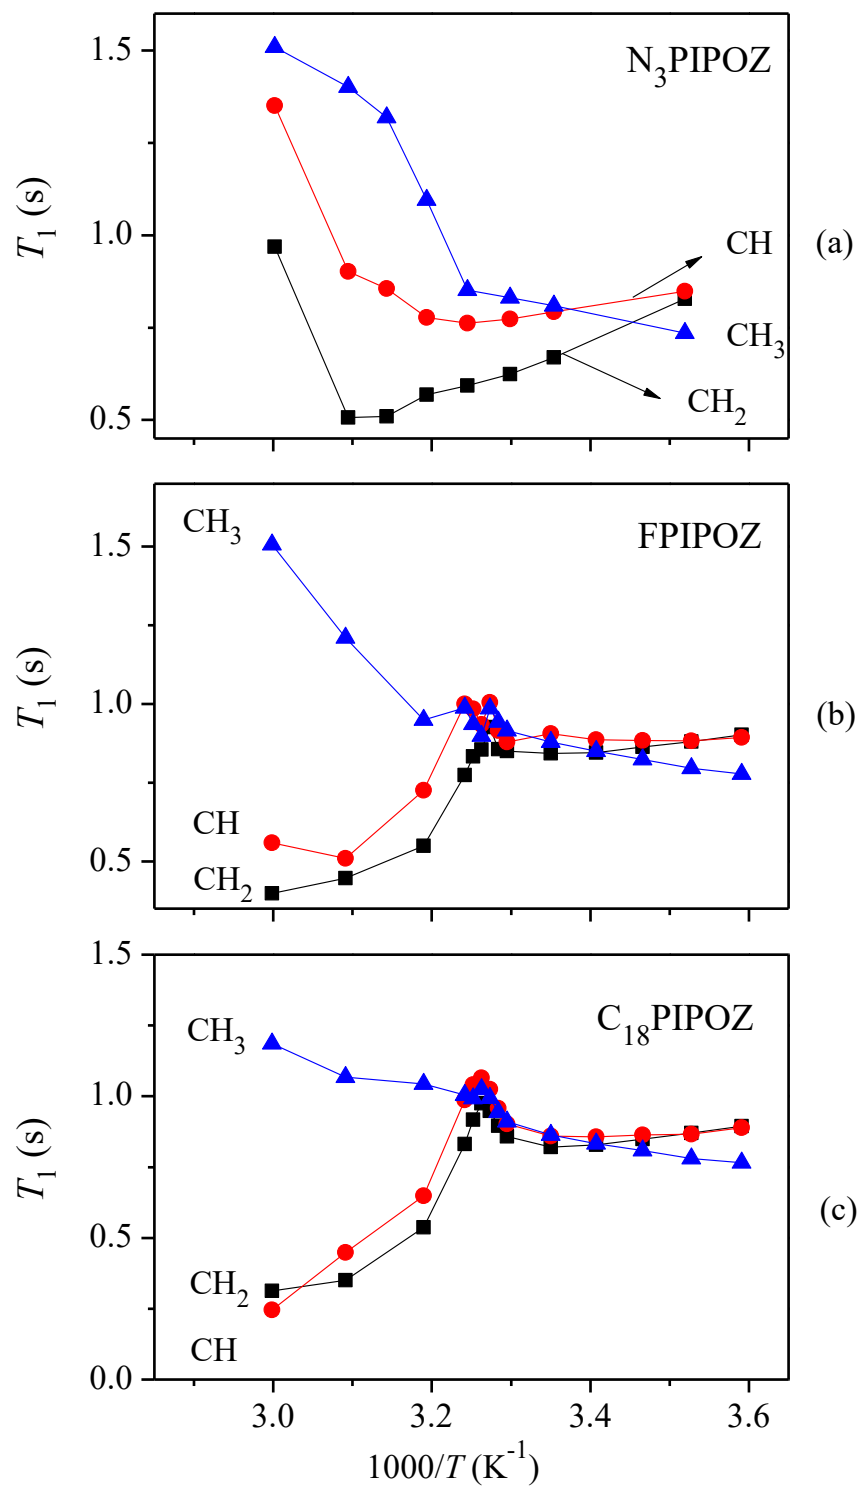 N₃PIPOZ
1.5
1.0
0.5
T₁ (s)
CH
CH₃
CH₂
(a)
CH₃
FPIPOZ
1.5
1.0
0.5
T₁ (s)
CH
CH₂
(b)
1.5
C₁₈PIPOZ
CH₃
1.0
0.5
0.0
T₁ (s)
CH₂
CH
(c)
3.0 3.2 3.4 3.6
1000/T (K⁻¹)